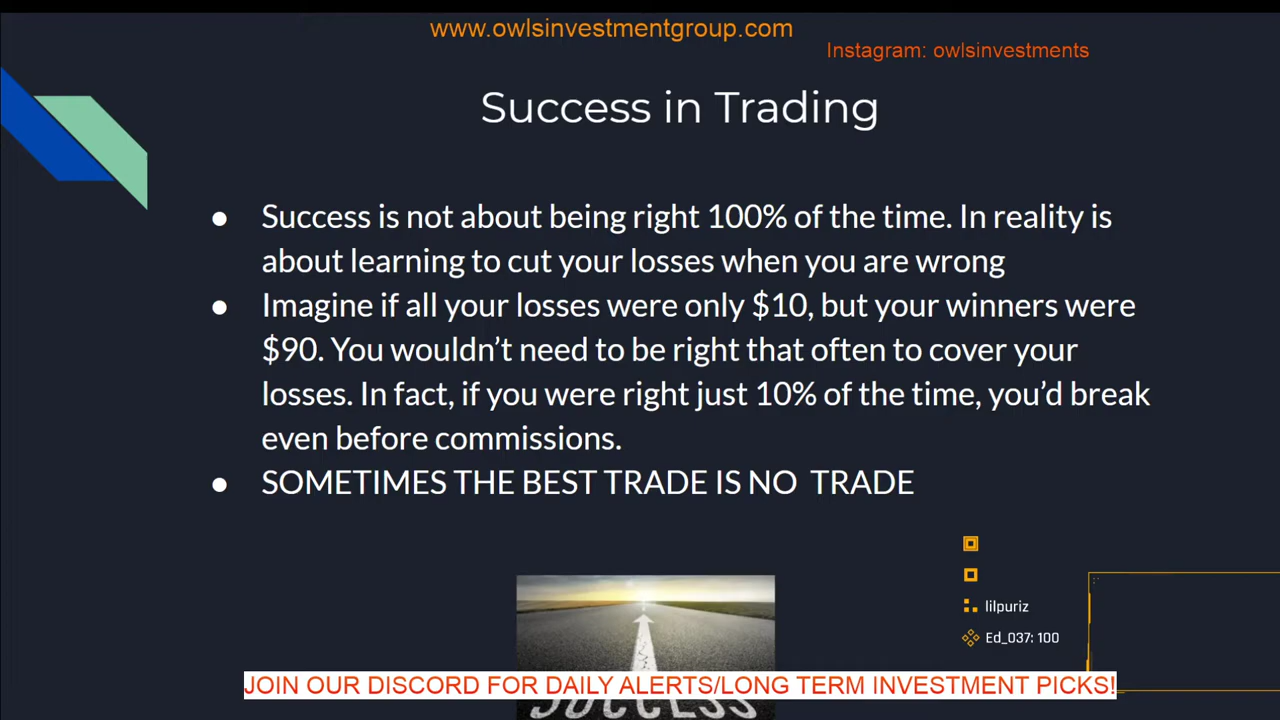 www.owlsinvestmentgroup.com
Instagram: owlsinvestments
Success in Trading
● Success is not about being right 100% of the time. In reality is
about learning to cut your losses when you are wrong
● Imagine if all your losses were only $10, but your winners were
$90. You wouldn’t need to be right that often to cover your
losses. In fact, if you were right just 10% of the time, you’d break
even before commissions.
● SOMETIMES THE BEST TRADE IS NO  TRADE
lilpuriz
Ed_037: 100
JOIN OUR DISCORD FOR DAILY ALERTS/LONG TERM INVESTMENT PICKS!
SUCCESS